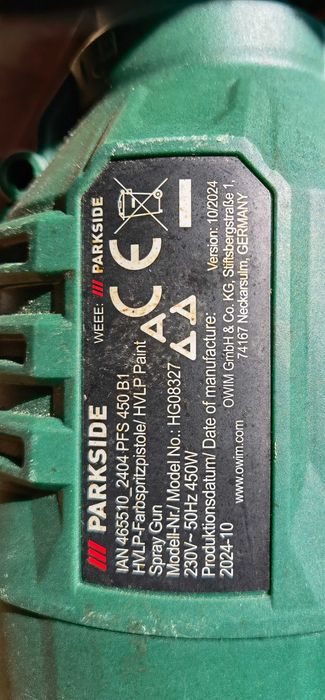 PARKSIDE
IAN 465510_2404 PFS 450 B1
HVLP-Farbspritzpistole/ HVLP Paint
Spray Gun
Modell-Nr./ Model No.: HG08327
230V~ 50Hz 450W
Produktionsdatum/ Date of manufacture:
2024-10
WEEE: PARKSIDE
CE
Version: 10/2024
OWIM GmbH & Co. KG, Stiftsbergstraße 1,
74167 Neckarsulm, GERMANY
www.owim.com